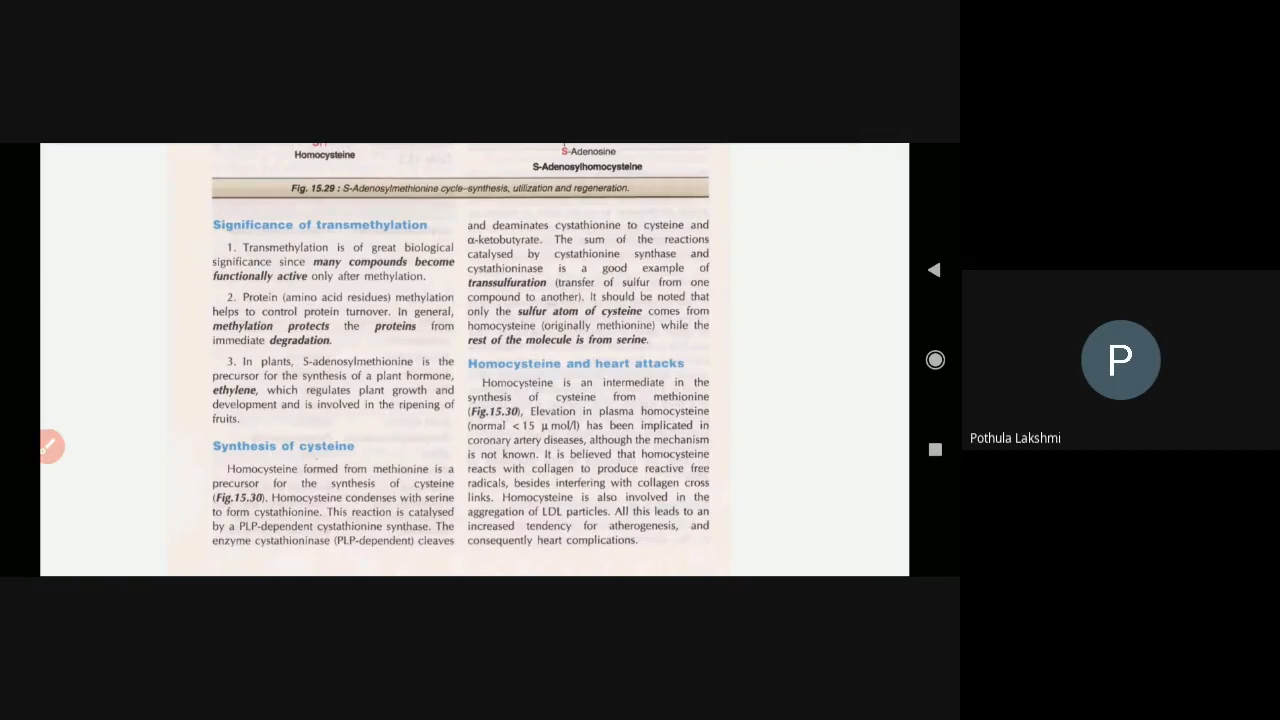 Homocysteine
S-Adenosine
S-Adenosylhomocysteine
Fig. 15.29 : S-Adenosylmethionine cycle–synthesis, utilization and regeneration.
Significance of transmethylation
1. Transmethylation is of great biological
significance since many compounds become
functionally active only after methylation.
2. Protein (amino acid residues) methylation
helps to control protein turnover. In general,
methylation protects the proteins from
immediate degradation.
3. In plants, S-adenosylmethionine is the
precursor for the synthesis of a plant hormone,
ethylene, which regulates plant growth and
development and is involved in the ripening of
fruits.
Synthesis of cysteine
Homocysteine formed from methionine is a
precursor for the synthesis of cysteine
(Fig.15.30). Homocysteine condenses with serine
to form cystathionine. This reaction is catalysed
by a PLP-dependent cystathionine synthase. The
enzyme cystathioninase (PLP-dependent) cleaves
and deaminates cystathionine to cysteine and
α-ketobutyrate. The sum of the reactions
catalysed by cystathionine synthase and
cystathioninase is a good example of
transsulfuration (transfer of sulfur from one
compound to another). It should be noted that
only the sulfur atom of cysteine comes from
homocysteine (originally methionine) while the
rest of the molecule is from serine.
Homocysteine and heart attacks
Homocysteine is an intermediate in the
synthesis of cysteine from methionine
(Fig.15.30), Elevation in plasma homocysteine
(normal <15 μ mol/l) has been implicated in
coronary artery diseases, although the mechanism
is not known. It is believed that homocysteine
reacts with collagen to produce reactive free
radicals, besides interfering with collagen cross
links. Homocysteine is also involved in the
aggregation of LDL particles. All this leads to an
increased tendency for atherogenesis, and
consequently heart complications.
P
Pothula Lakshmi